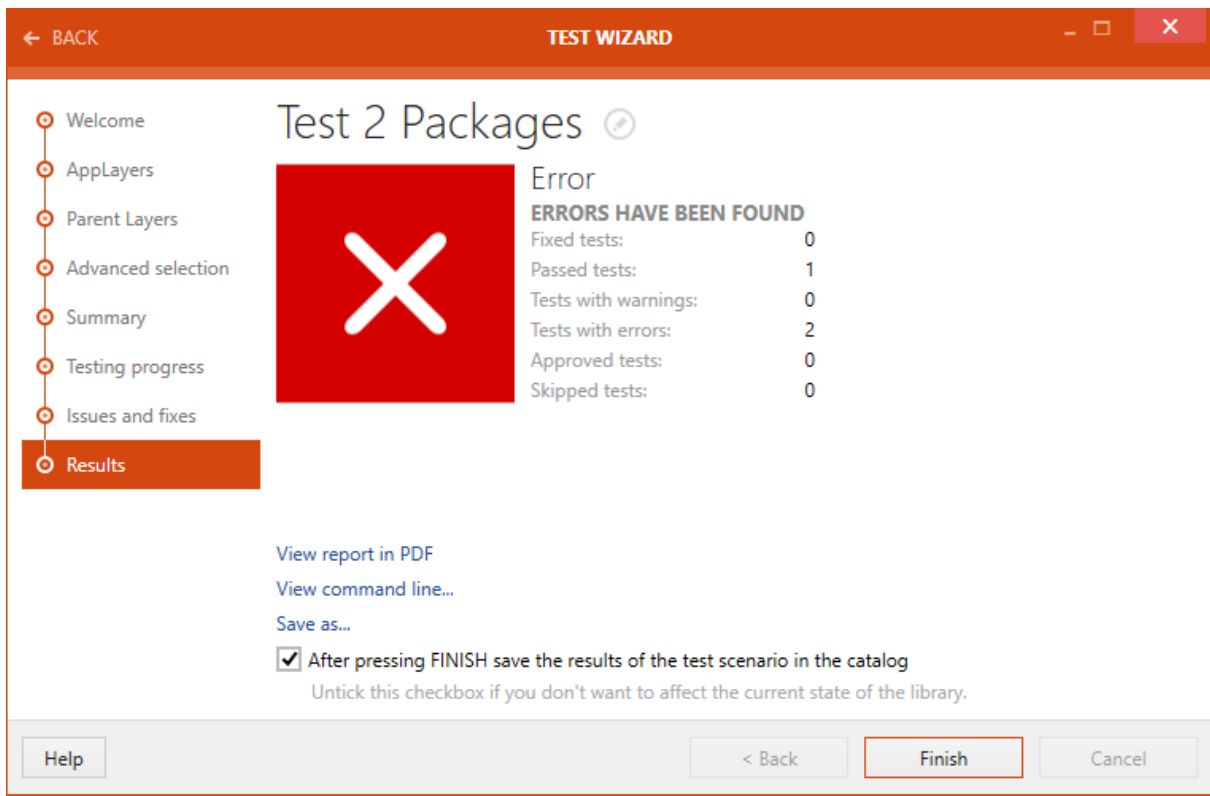 BACK
TEST WIZARD
Welcome
AppLayers
Parent Layers
Advanced selection
Summary
Testing progress
Issues and fixes
Results
Test 2 Packages
Error
ERRORS HAVE BEEN FOUND
Fixed tests: 0
Passed tests: 1
Tests with warnings: 0
Tests with errors: 2
Approved tests: 0
Skipped tests: 0
View report in PDF
View command line...
Save as...
After pressing FINISH save the results of the test scenario in the catalog
Untick this checkbox if you don't want to affect the current state of the library.
Help
< Back
Finish
Cancel